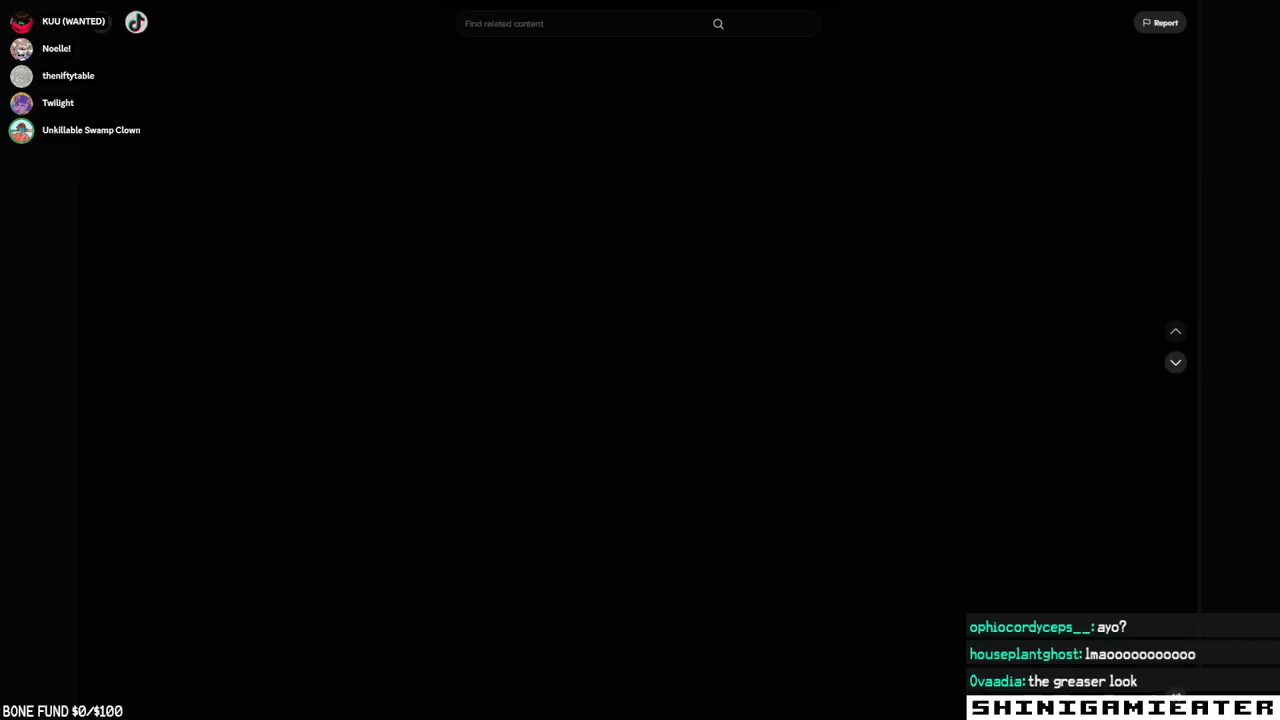 KUU (WANTED)
Find related content
Report
Noelle!
theniftytable
Twilight
Unkillable Swamp Clown
ophiocordyceps__: ayo?
houseplantghost: lmaooooooooooo
Ovaadia: the greaser look
BONE FUND $0/$100
SHINIGAMIEATER